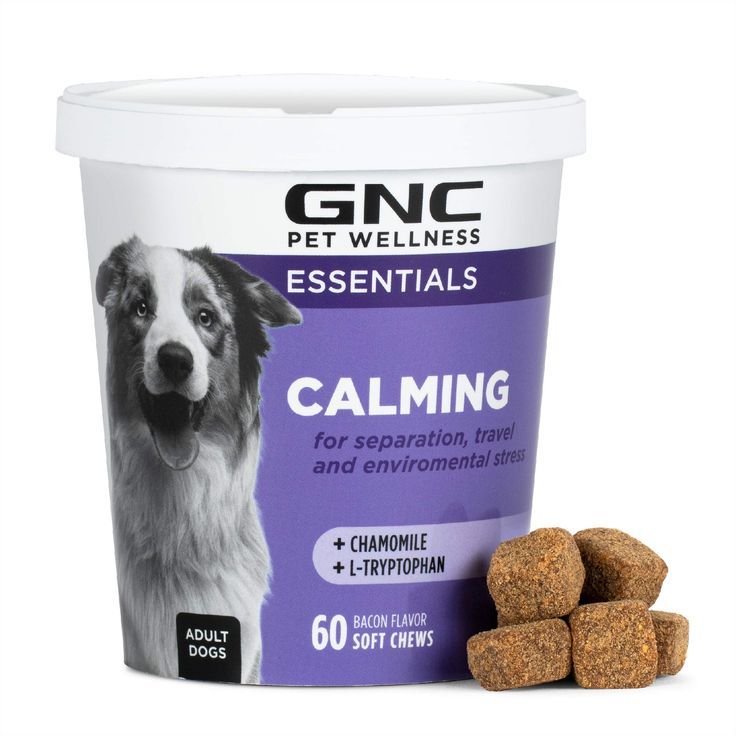 GNC
PET WELLNESS
ESSENTIALS
CALMING
for separation, travel
and enviromental stress
+ CHAMOMILE
+ L-TRYPTOPHAN
60 BACON FLAVOR
SOFT CHEWS
ADULT
DOGS